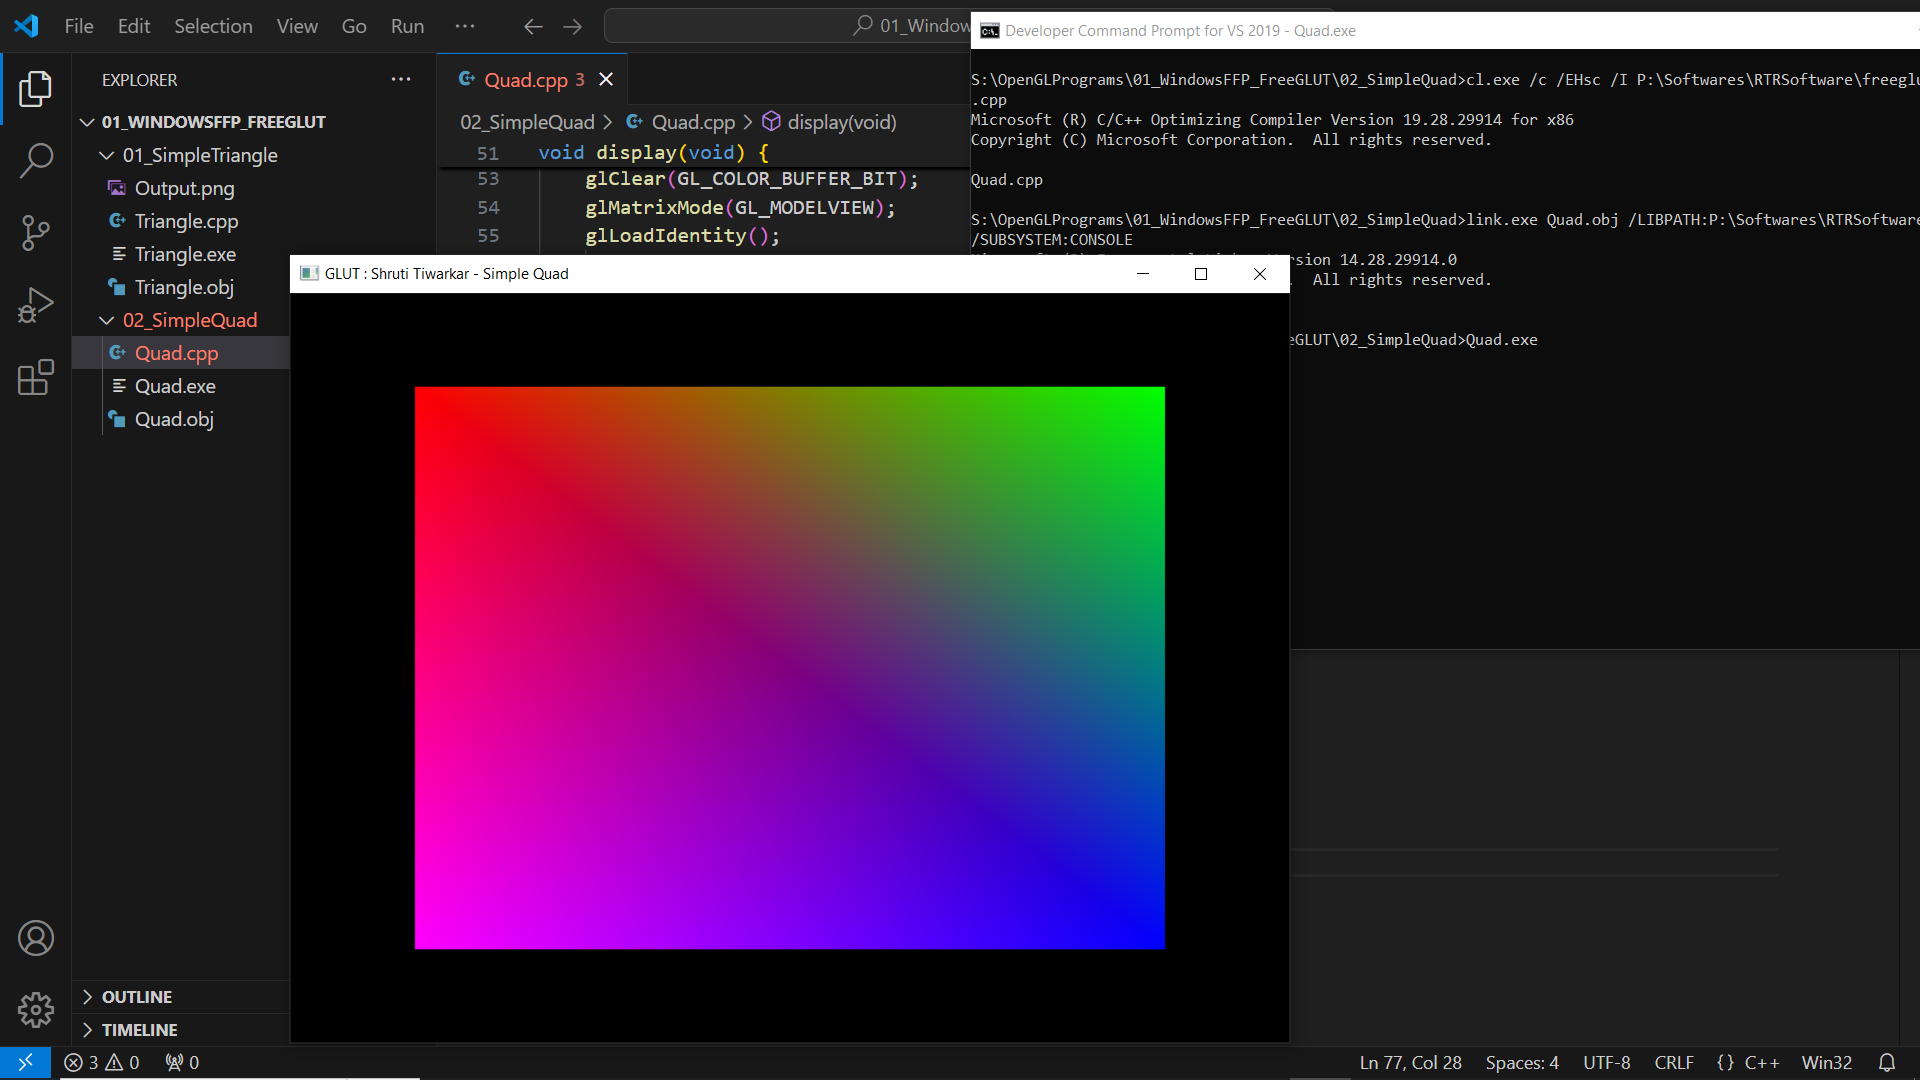 File Edit Selection View Go Run ···
01_Window
EXPLORER
01_WINDOWSFFP_FREEGLUT
01_SimpleTriangle
Output.png
Triangle.cpp
Triangle.exe
Triangle.obj
02_SimpleQuad
Quad.cpp
Quad.exe
Quad.obj
OUTLINE
TIMELINE
Quad.cpp 3
02_SimpleQuad > Quad.cpp > display(void)
51 void display(void) {
53 glClear(GL_COLOR_BUFFER_BIT);
54 glMatrixMode(GL_MODELVIEW);
55 glLoadIdentity();
Developer Command Prompt for VS 2019 - Quad.exe
S:\OpenGLPrograms\01_WindowsFFP_FreeGLUT\02_SimpleQuad>cl.exe /c /EHsc /I P:\Softwares\RTRSoftware\freeglu
.cpp
Microsoft (R) C/C++ Optimizing Compiler Version 19.28.29914 for x86
Copyright (C) Microsoft Corporation.  All rights reserved.
Quad.cpp
S:\OpenGLPrograms\01_WindowsFFP_FreeGLUT\02_SimpleQuad>link.exe Quad.obj /LIBPATH:P:\Softwares\RTRSoftware
/SUBSYSTEM:CONSOLE
rsion 14.28.29914.0
.  All rights reserved.
eGLUT\02_SimpleQuad>Quad.exe
GLUT : Shruti Tiwarkar - Simple Quad
3 0 0
Ln 77, Col 28 Spaces: 4 UTF-8 CRLF {} C++ Win32